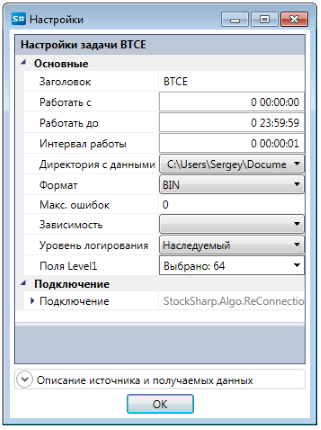 S# Настройки
Настройки задачи BTCE
Основные
Заголовок BTCE
Работать с 0 00:00:00
Работать до 0 23:59:59
Интервал работы 0 00:00:01
Директория с данными C:\Users\Sergey\Docume
Формат BIN
Макс. ошибок 0
Зависимость
Уровень логирования Наследуемый
Поля Level1 Выбрано: 64
Подключение
Подключение StockSharp.Algo.ReConnectio
Описание источника и получаемых данных
OK